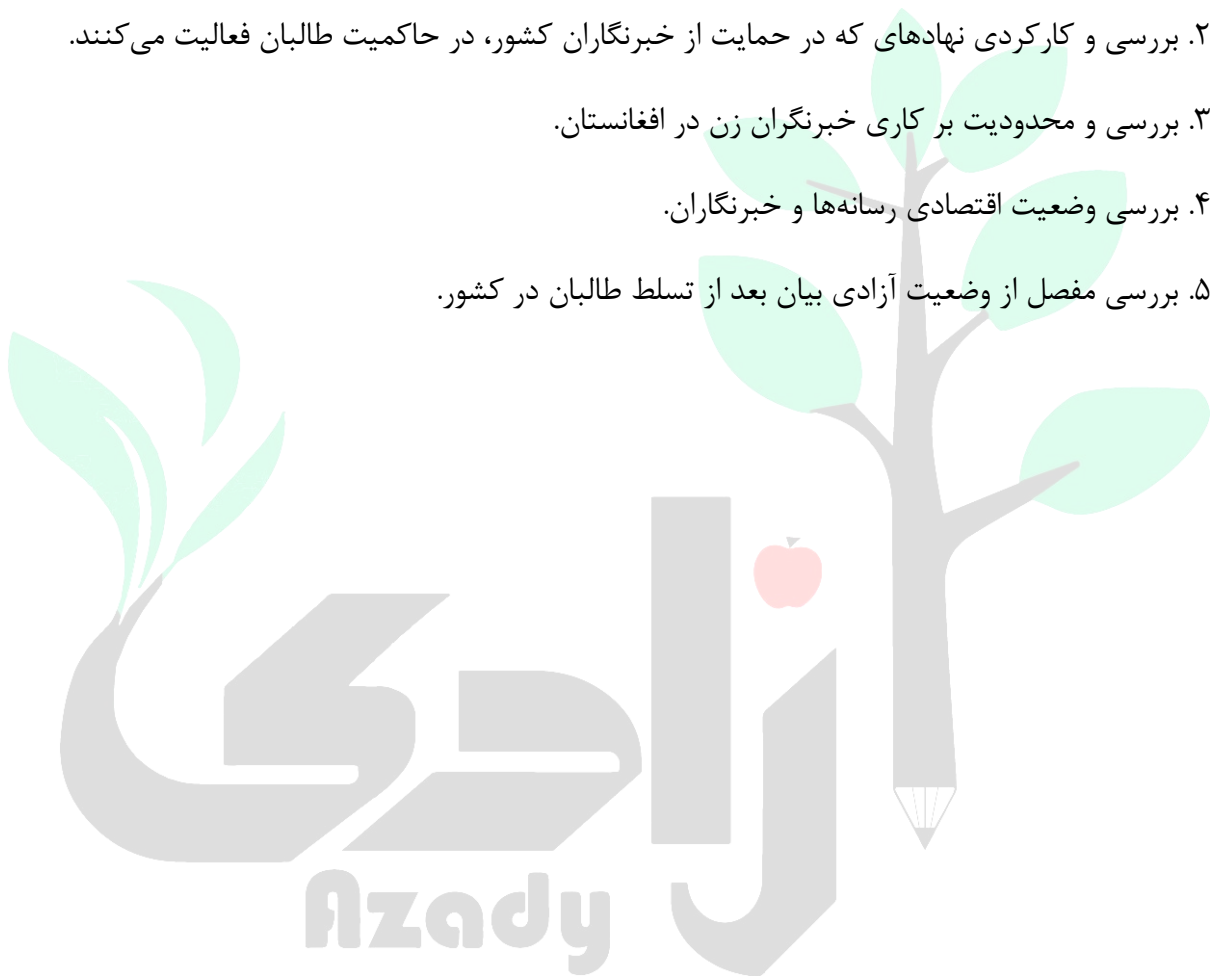 ۲. بررسی و کارکردی نهادهای که در حمایت از خبرنگاران کشور، در حاکمیت طالبان فعالیت می‌کنند.
۳. بررسی و محدودیت بر کاری خبرنگران زن در افغانستان.
۴. بررسی وضعیت اقتصادی رسانه‌ها و خبرنگاران.
۵. بررسی مفصل از وضعیت آزادی بیان بعد از تسلط طالبان در کشور.
آزادی
Azady